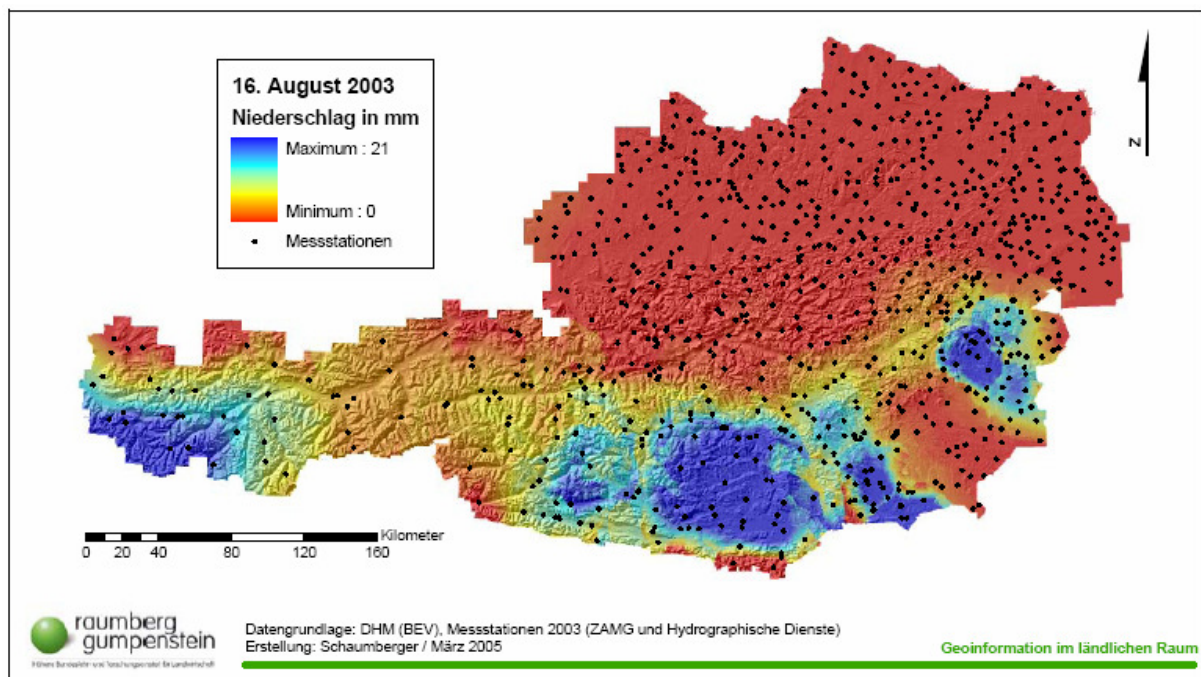 16. August 2003
Niederschlag in mm
Maximum : 21
Minimum : 0
Messstationen
N
Kilometer
0 20 40 80 120 160
raumberg
gumpenstein
Datengrundlage: DHM (BEV), Messstationen 2003 (ZAMG und Hydrographische Dienste)
Erstellung: Schaumberger / März 2005
Geoinformation im ländlichen Raum